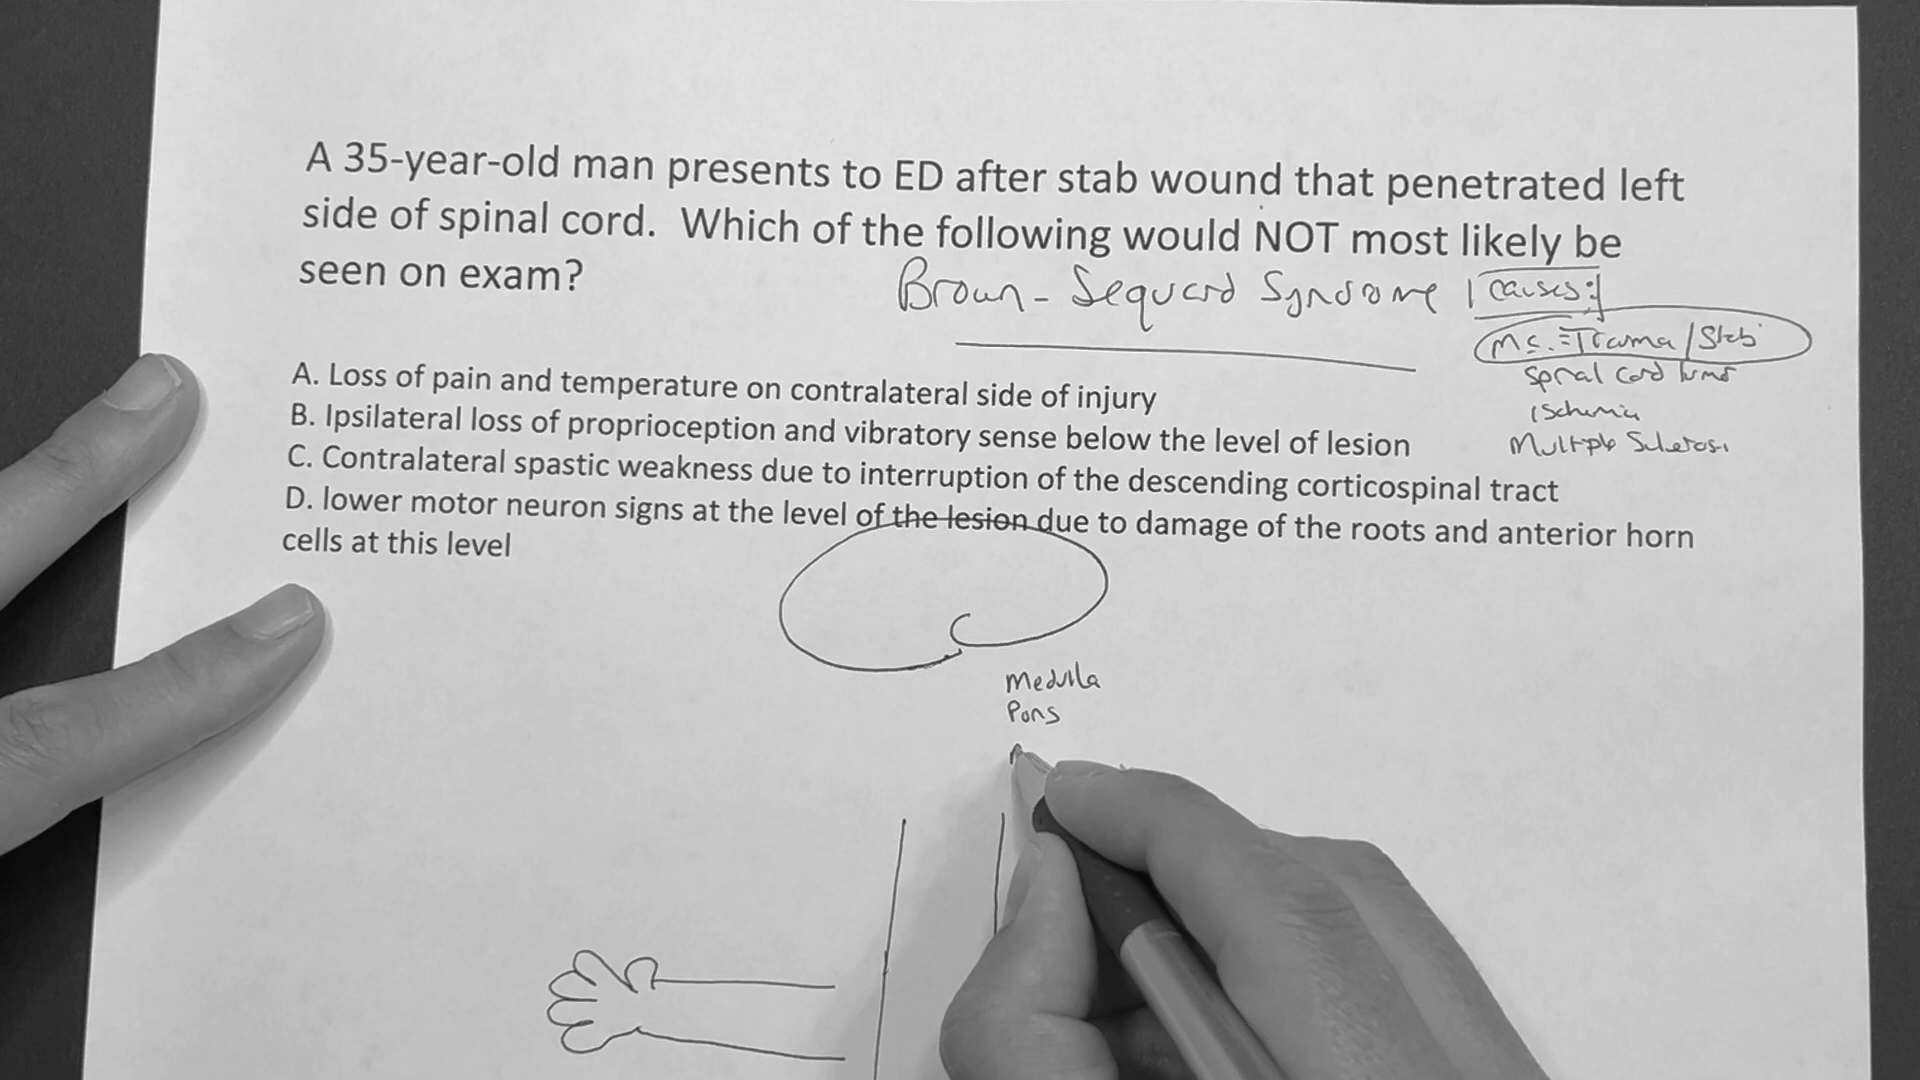 A 35-year-old man presents to ED after stab wound that penetrated left
side of spinal cord. Which of the following would NOT most likely be
seen on exam?
Brown-Sequard Syndrome | causes:
M.C. = Trauma / Stab
Spinal cord tumor
Ischemia
Multiple Sclerosi
A. Loss of pain and temperature on contralateral side of injury
B. Ipsilateral loss of proprioception and vibratory sense below the level of lesion
C. Contralateral spastic weakness due to interruption of the descending corticospinal tract
D. lower motor neuron signs at the level of the lesion due to damage of the roots and anterior horn
cells at this level
Medulla
Pons